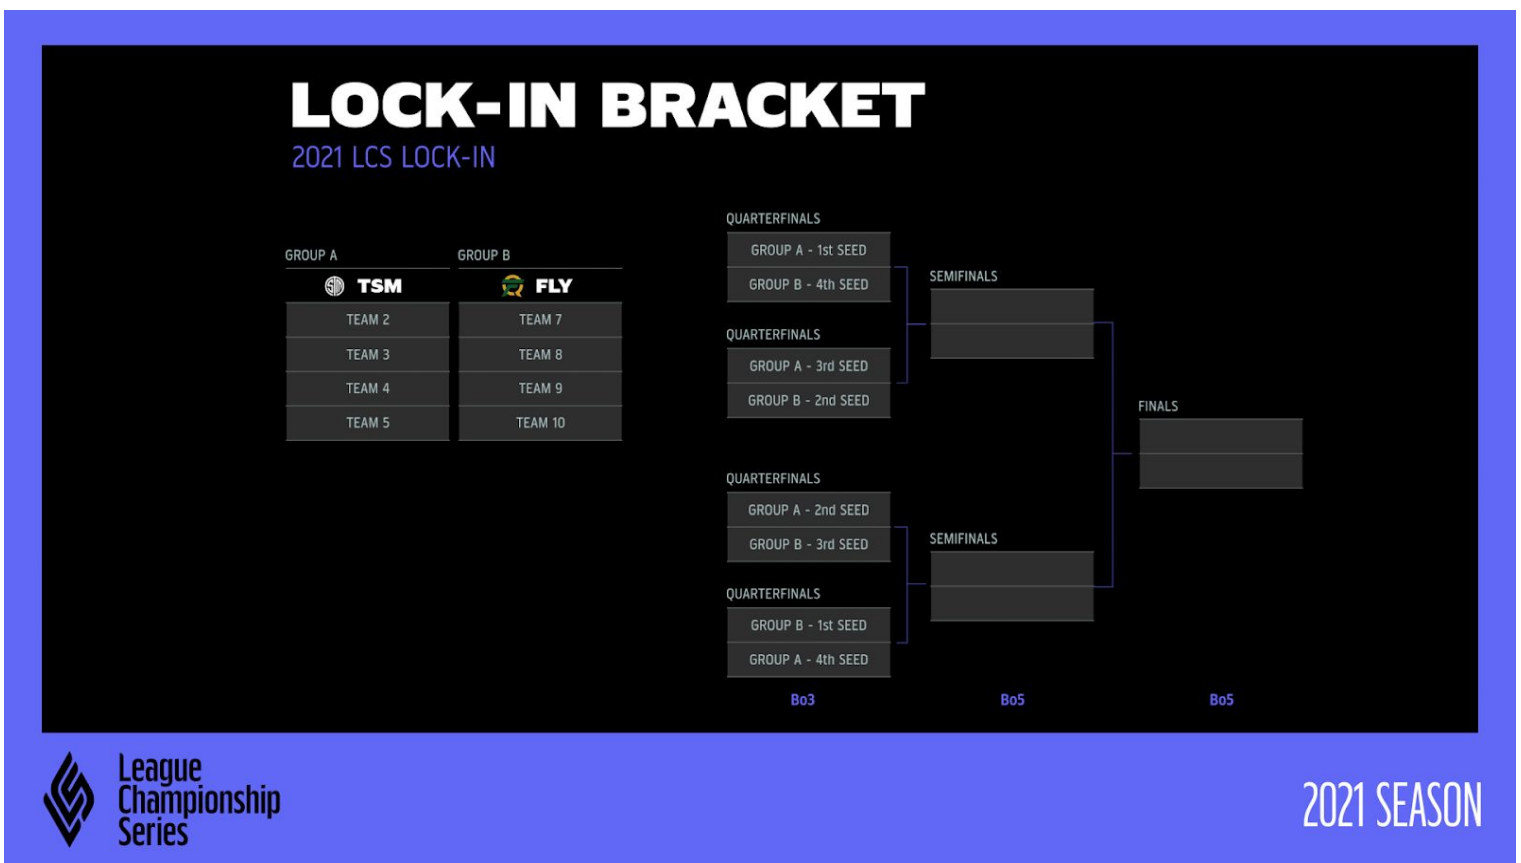 LOCK-IN BRACKET
2021 LCS LOCK-IN
GROUP A
TSM
TEAM 2
TEAM 3
TEAM 4
TEAM 5
GROUP B
FLY
TEAM 7
TEAM 8
TEAM 9
TEAM 10
QUARTERFINALS
GROUP A - 1st SEED
GROUP B - 4th SEED
QUARTERFINALS
GROUP A - 3rd SEED
GROUP B - 2nd SEED
QUARTERFINALS
GROUP A - 2nd SEED
GROUP B - 3rd SEED
QUARTERFINALS
GROUP B - 1st SEED
GROUP A - 4th SEED
Bo3
SEMIFINALS
SEMIFINALS
Bo5
FINALS
Bo5
League
Championship
Series
2021 SEASON